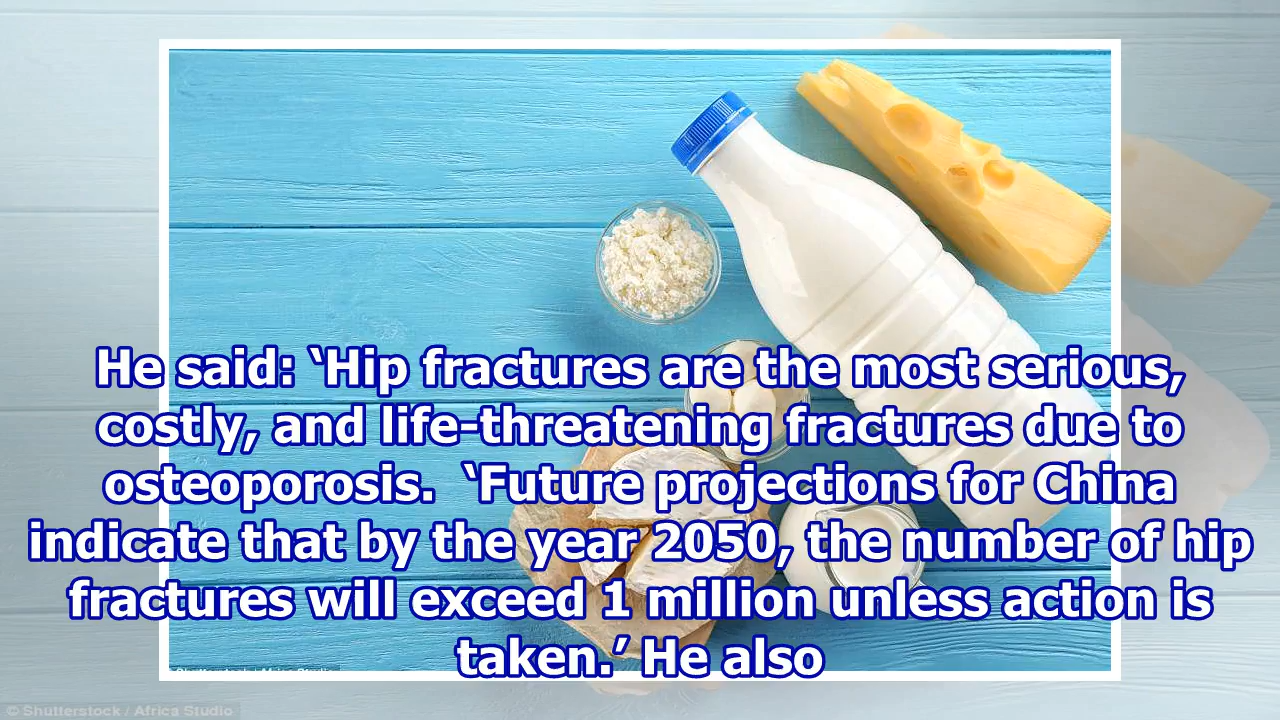 He said: ‘Hip fractures are the most serious,
costly, and life-threatening fractures due to
osteoporosis.  ‘Future projections for China
indicate that by the year 2050, the number of hip
fractures will exceed 1 million unless action is
taken.’ He also
© Shutterstock / Africa Studio